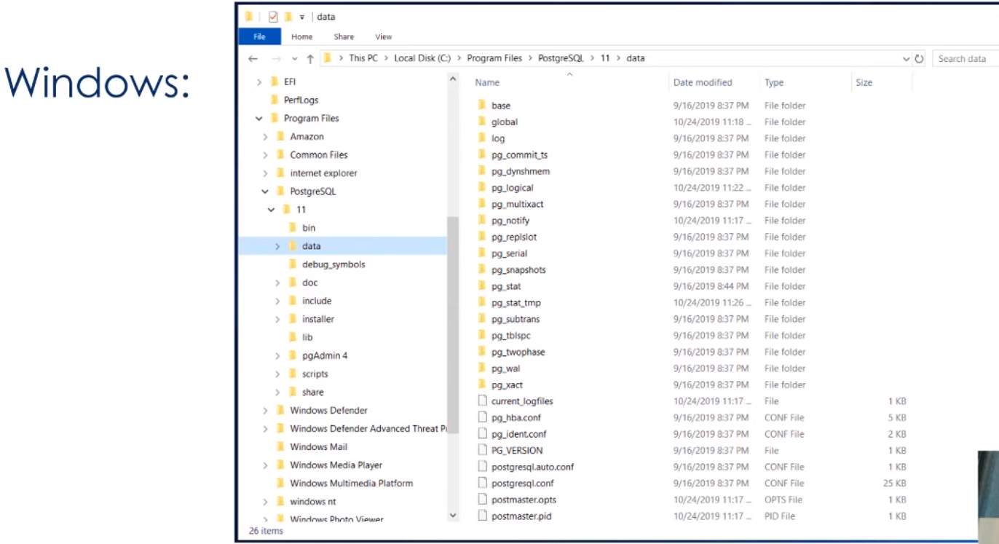 Windows:
data
File Home Share View
This PC > Local Disk (C:) > Program Files > PostgreSQL > 11 > data
Search data
EFI
PerfLogs
Program Files
Amazon
Common Files
internet explorer
PostgreSQL
11
bin
data
debug_symbols
doc
include
installer
lib
pgAdmin 4
scripts
share
Windows Defender
Windows Defender Advanced Threat
Windows Mail
Windows Media Player
Windows Multimedia Platform
windows nt
Windows Photo Viewer
Name Date modified Type Size
base 9/16/2019 8:37 PM File folder
global 10/24/2019 11:18 ... File folder
log 9/16/2019 8:37 PM File folder
pg_commit_ts 9/16/2019 8:37 PM File folder
pg_dynshmem 9/16/2019 8:37 PM File folder
pg_logical 10/24/2019 11:22 ... File folder
pg_multixact 9/16/2019 8:37 PM File folder
pg_notify 10/24/2019 11:17 ... File folder
pg_replslot 9/16/2019 8:37 PM File folder
pg_serial 9/16/2019 8:37 PM File folder
pg_snapshots 9/16/2019 8:37 PM File folder
pg_stat 9/16/2019 8:44 PM File folder
pg_stat_tmp 10/24/2019 11:26 ... File folder
pg_subtrans 9/16/2019 8:37 PM File folder
pg_tblspc 9/16/2019 8:37 PM File folder
pg_twophase 9/16/2019 8:37 PM File folder
pg_wal 9/16/2019 8:37 PM File folder
pg_xact 9/16/2019 8:37 PM File folder
current_logfiles 10/24/2019 11:17 ... File 1 KB
pg_hba.conf 9/16/2019 8:37 PM CONF File 5 KB
pg_ident.conf 9/16/2019 8:37 PM CONF File 2 KB
PG_VERSION 9/16/2019 8:37 PM File 1 KB
postgresql.auto.conf 9/16/2019 8:37 PM CONF File 1 KB
postgresql.conf 9/16/2019 8:37 PM CONF File 25 KB
postmaster.opts 10/24/2019 11:17 ... OPTS File 1 KB
postmaster.pid 10/24/2019 11:17 ... PID File 1 KB
26 items